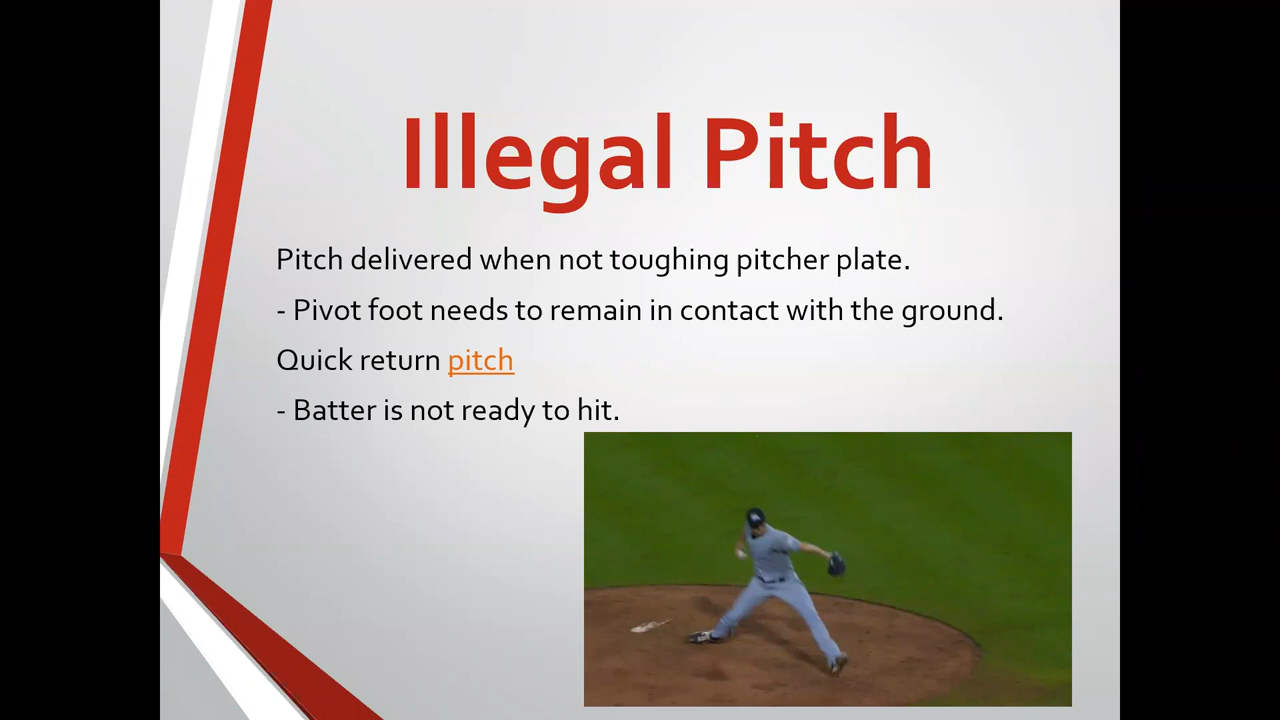 Illegal Pitch
Pitch delivered when not toughing pitcher plate.
- Pivot foot needs to remain in contact with the ground.
Quick return pitch
- Batter is not ready to hit.